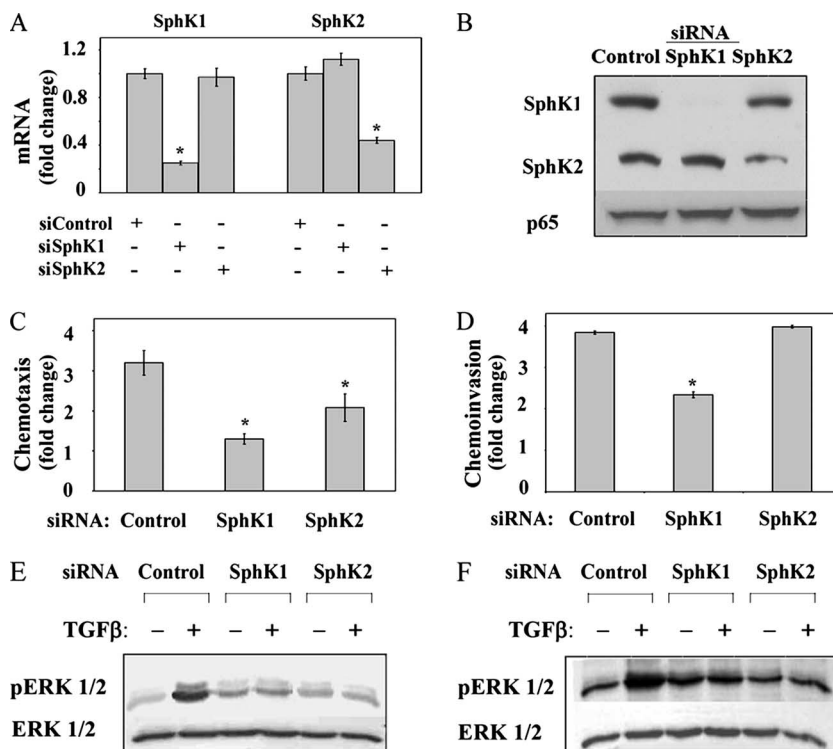 A
SphK1 SphK2
mRNA
(fold change)
1.2
0.8
0.4
0
* *
siControl + - - + - -
siSphK1 - + - - + -
siSphK2 - - + - - +
B
siRNA
Control SphK1 SphK2
SphK1
SphK2
p65
C
Chemotaxis
(fold change)
4
3
2
1
0
* *
siRNA: Control SphK1 SphK2
D
Chemoinvasion
(fold change)
4
3
2
1
0
*
siRNA: Control SphK1 SphK2
E
siRNA Control SphK1 SphK2
TGFβ: – + – + – +
pERK 1/2
ERK 1/2
F
siRNA Control SphK1 SphK2
TGFβ: – + – + – +
pERK 1/2
ERK 1/2